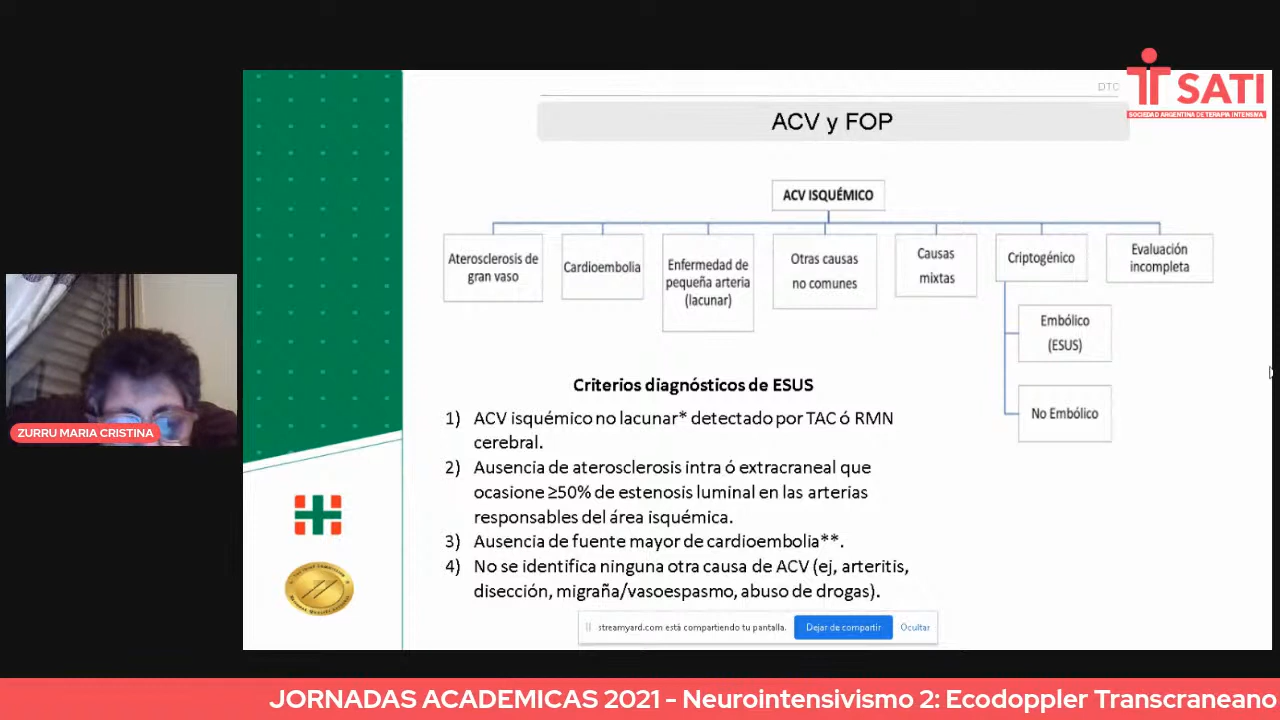 DTC
SATI
SOCIEDAD ARGENTINA DE TERAPIA INTENSIVA
ACV y FOP
ACV ISQUÉMICO
Aterosclerosis de
gran vaso
Cardioembolia
Enfermedad de
pequeña arteria
(lacunar)
Otras causas
no comunes
Causas
mixtas
Criptogénico
Evaluación
incompleta
Embólico
(ESUS)
No Embólico
Criterios diagnósticos de ESUS
1) ACV isquémico no lacunar* detectado por TAC ó RMN
cerebral.
2) Ausencia de aterosclerosis intra ó extracraneal que
ocasione ≥50% de estenosis luminal en las arterias
responsables del área isquémica.
3) Ausencia de fuente mayor de cardioembolia**.
4) No se identifica ninguna otra causa de ACV (ej, arteritis,
disección, migraña/vasoespasmo, abuso de drogas).
ZURRU MARIA CRISTINA
streamyard.com está compartiendo tu pantalla.
Dejar de compartir
Ocultar
JORNADAS ACADEMICAS 2021 - Neurointensivismo 2: Ecodoppler Transcraneano